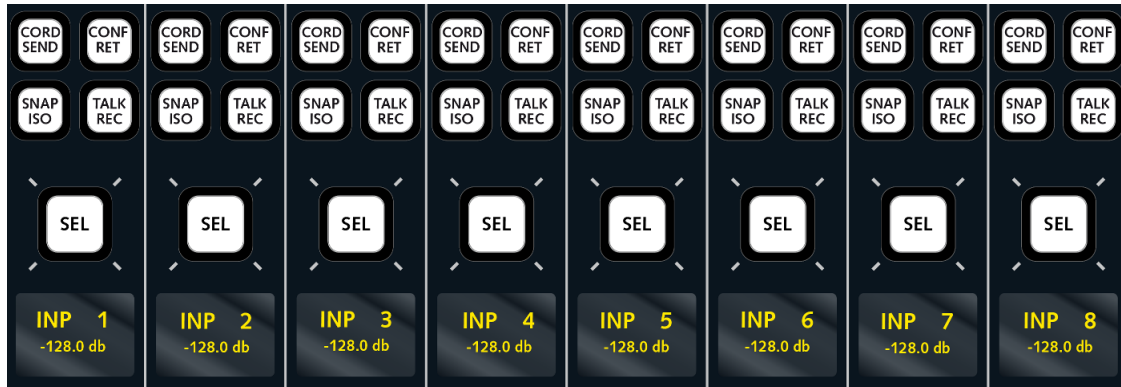 CORD SEND CONF RET CORD SEND CONF RET CORD SEND CONF RET CORD SEND CONF RET CORD SEND CONF RET CORD SEND CONF RET CORD SEND CONF RET CORD SEND CONF RET
SNAP ISO TALK REC SNAP ISO TALK REC SNAP ISO TALK REC SNAP ISO TALK REC SNAP ISO TALK REC SNAP ISO TALK REC SNAP ISO TALK REC SNAP ISO TALK REC
SEL SEL SEL SEL SEL SEL SEL SEL
INP 1 INP 2 INP 3 INP 4 INP 5 INP 6 INP 7 INP 8
-128.0 db -128.0 db -128.0 db -128.0 db -128.0 db -128.0 db -128.0 db -128.0 db